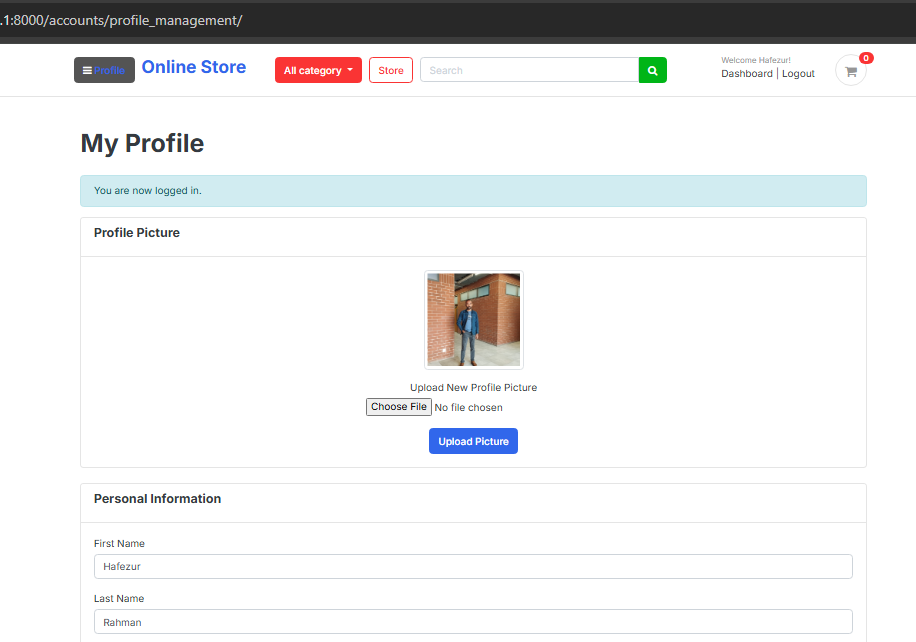 .1:8000/accounts/profile_management/
Profile Online Store All category Store Search Welcome Hafezur! 0
Dashboard | Logout
My Profile
You are now logged in.
Profile Picture
Upload New Profile Picture
Choose File No file chosen
Upload Picture
Personal Information
First Name
Hafezur
Last Name
Rahman